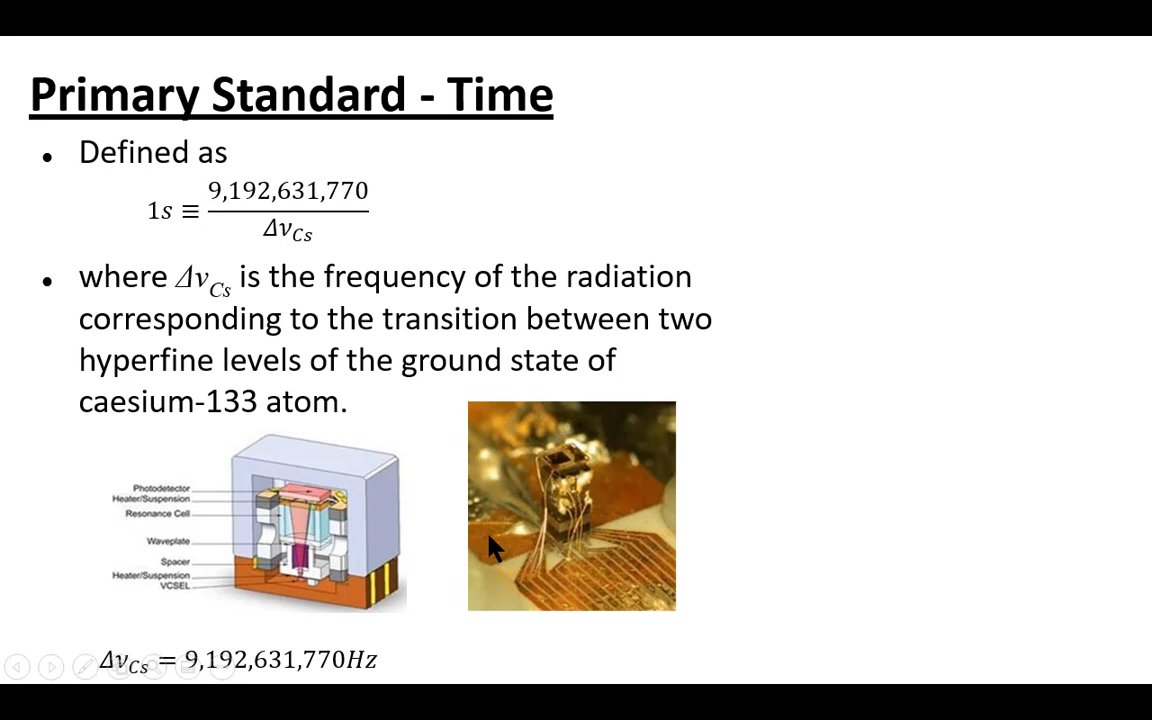 Primary Standard - Time
• Defined as
1s ≡ 9,192,631,770 / Δν_Cs
• where Δν_Cs is the frequency of the radiation
corresponding to the transition between two
hyperfine levels of the ground state of
caesium-133 atom.
Photodetector
Heater/Suspension
Resonance Cell
Waveplate
Spacer
Heater/Suspension
VCSEL
Δν_Cs = 9,192,631,770Hz